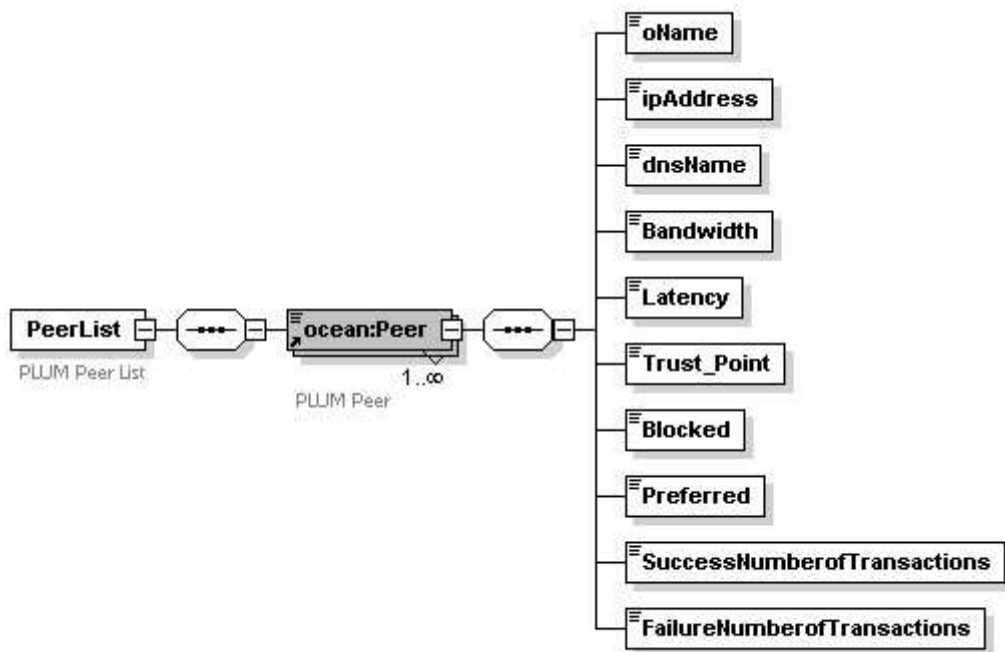 oName
ipAddress
dnsName
Bandwidth
Latency
PeerList
ocean:Peer
PLUM Peer List
1..∞
PLUM Peer
Trust_Point
Blocked
Preferred
SuccessNumberofTransactions
FailureNumberofTransactions